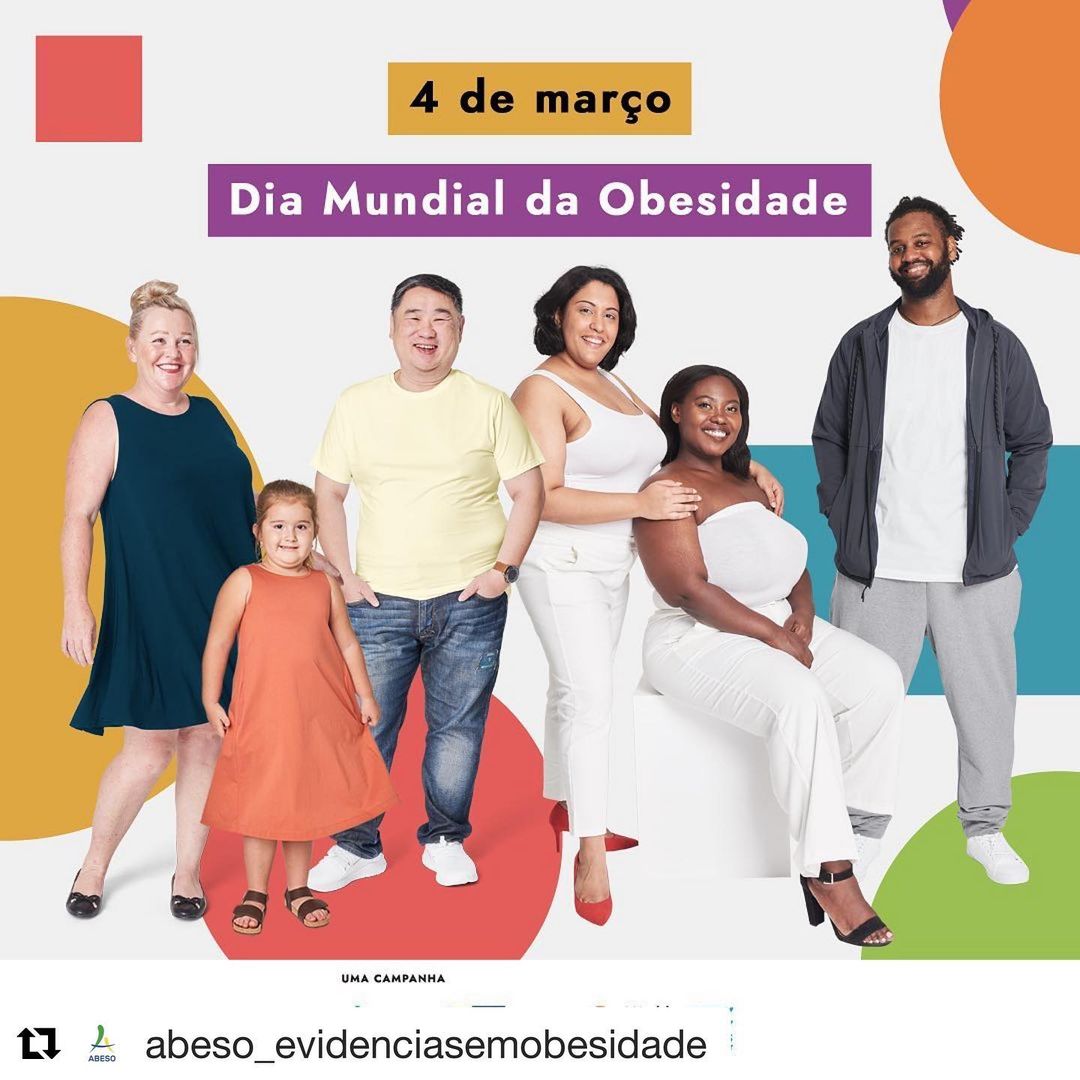 4 de março
Dia Mundial da Obesidade
UMA CAMPANHA
ABESO
abeso_evidenciasemobesidade